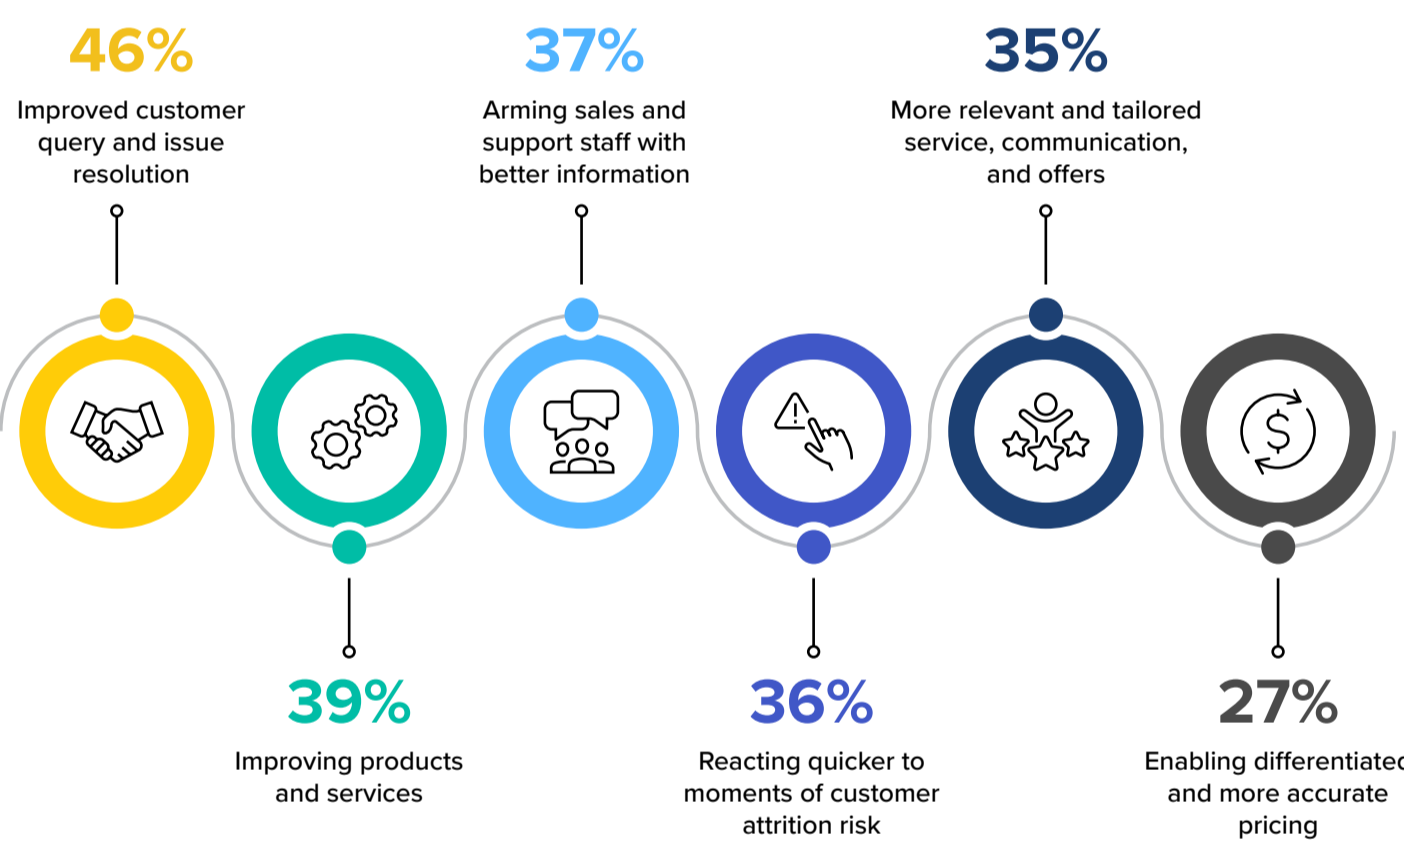 46%
Improved customer
query and issue
resolution
39%
Improving products
and services
37%
Arming sales and
support staff with
better information
36%
Reacting quicker to
moments of customer
attrition risk
35%
More relevant and tailored
service, communication,
and offers
27%
Enabling differentiated
and more accurate
pricing